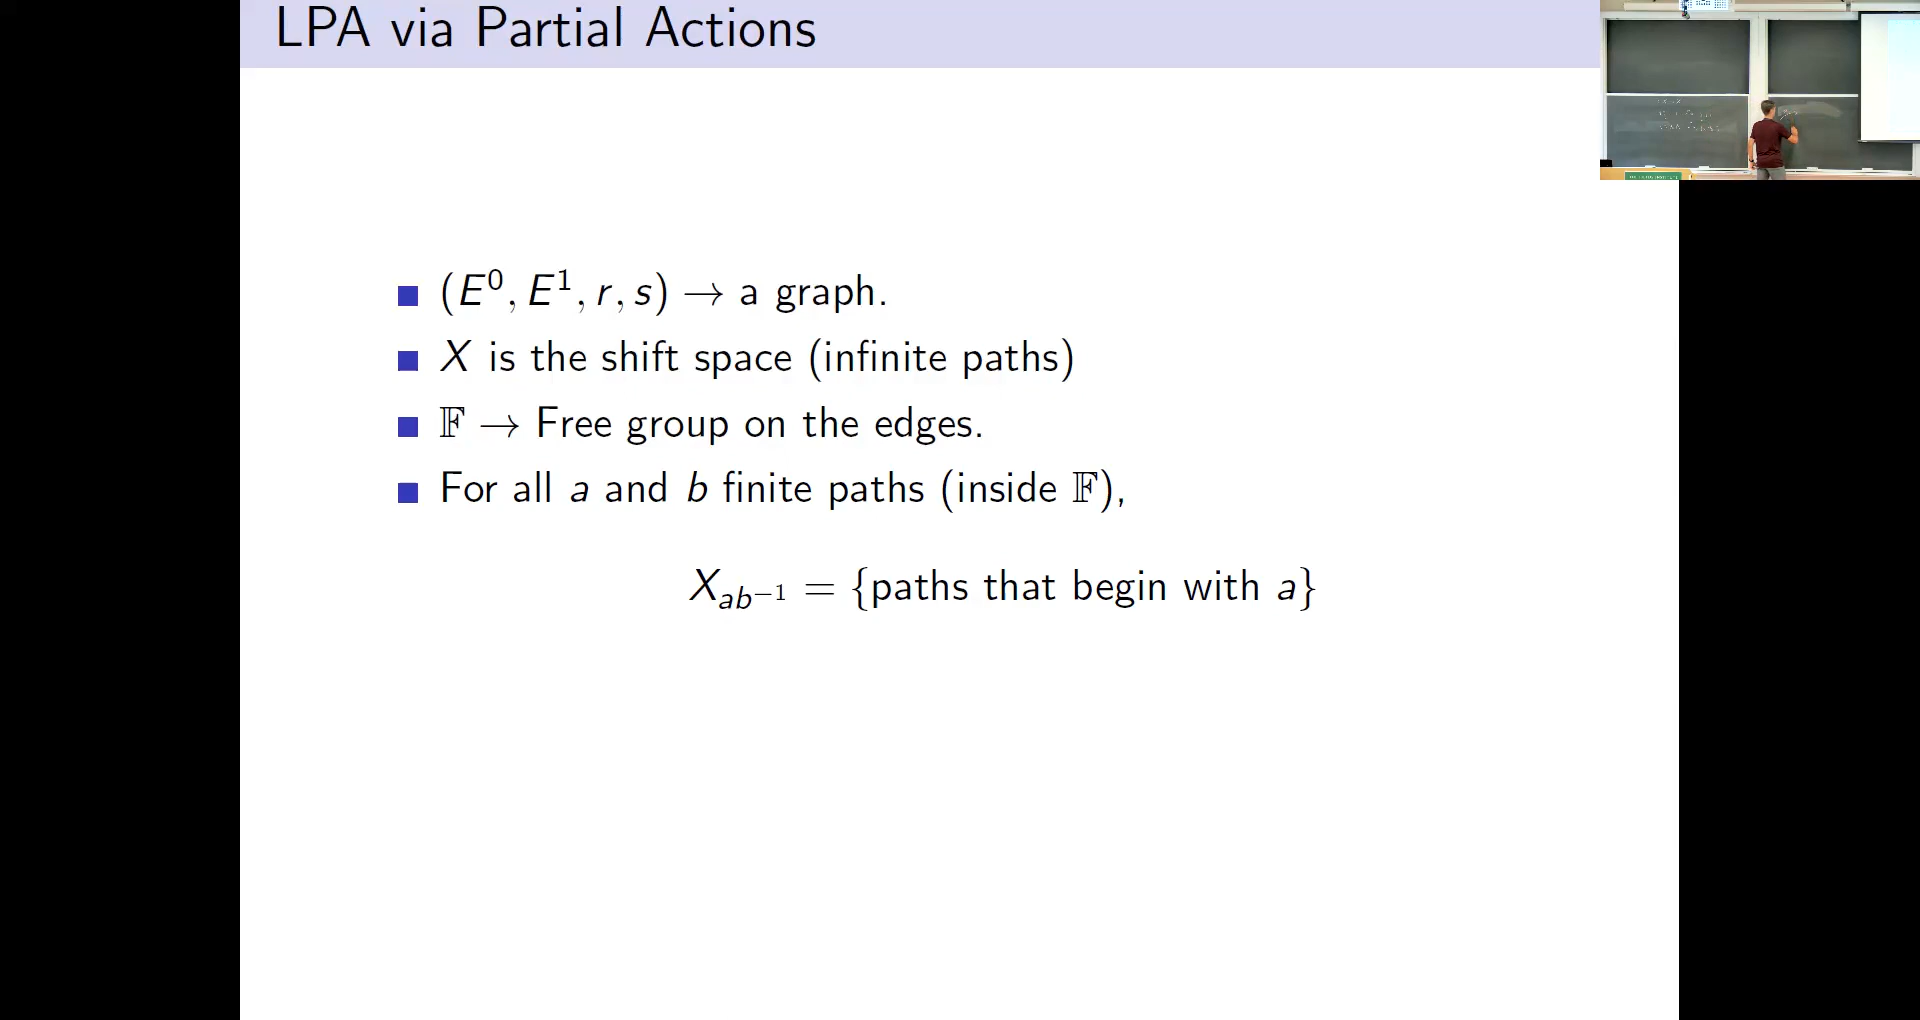 LPA via Partial Actions
(E⁰, E¹, r, s) → a graph.
X is the shift space (infinite paths)
𝔽 → Free group on the edges.
For all a and b finite paths (inside 𝔽),
X_{ab⁻¹} = {paths that begin with a}